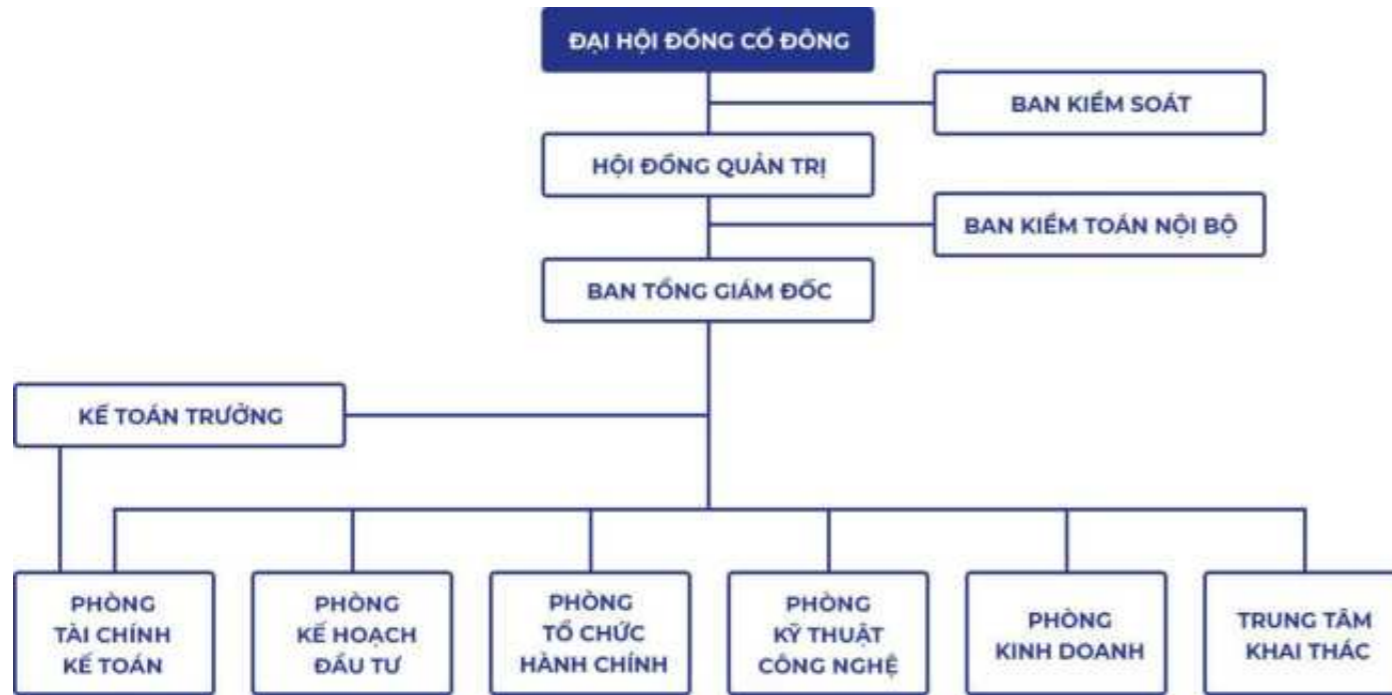 ĐẠI HỘI ĐỒNG CỔ ĐÔNG
BAN KIỂM SOÁT
HỘI ĐỒNG QUẢN TRỊ
BAN KIỂM TOÁN NỘI BỘ
BAN TỔNG GIÁM ĐỐC
KẾ TOÁN TRƯỞNG
PHÒNG
TÀI CHÍNH
KẾ TOÁN
PHÒNG
KẾ HOẠCH
ĐẦU TƯ
PHÒNG
TỔ CHỨC
HÀNH CHÍNH
PHÒNG
KỸ THUẬT
CÔNG NGHỆ
PHÒNG
KINH DOANH
TRUNG TÂM
KHAI THÁC